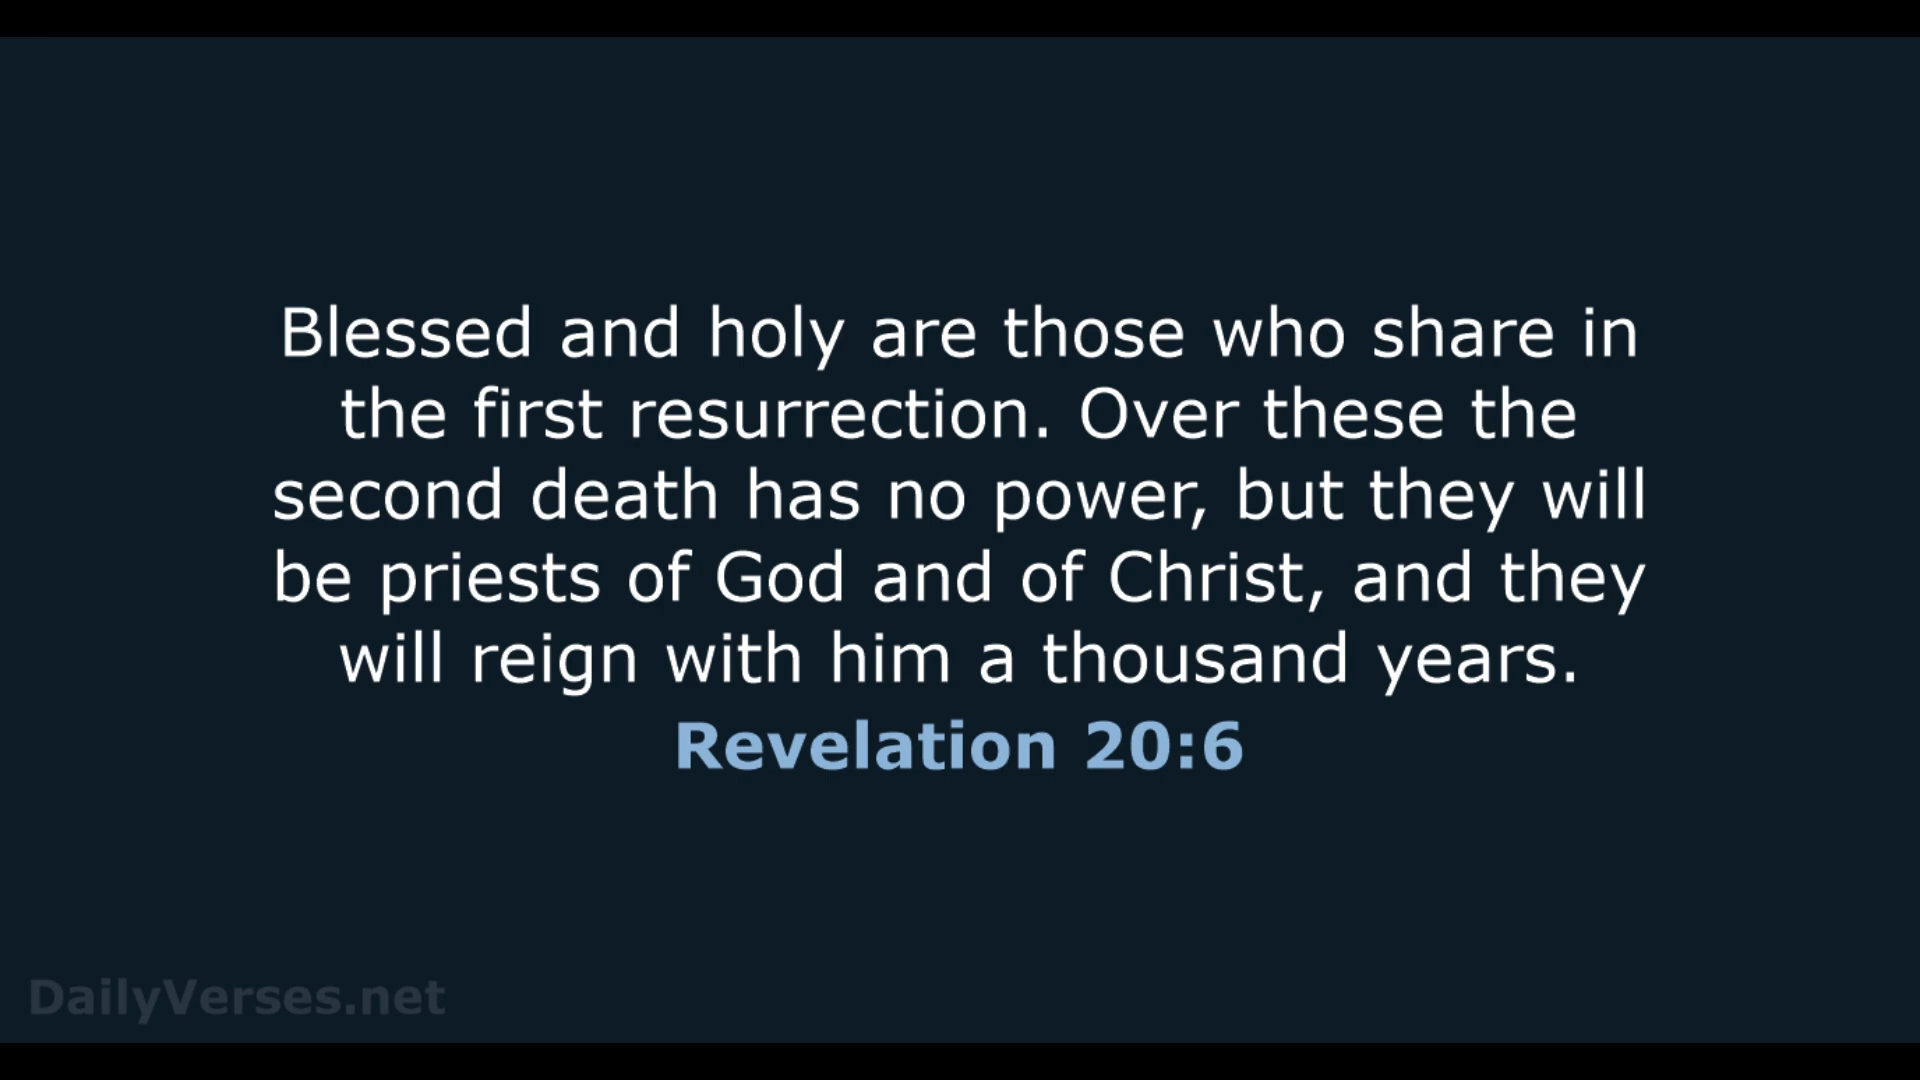 Blessed and holy are those who share in
the first resurrection. Over these the
second death has no power, but they will
be priests of God and of Christ, and they
will reign with him a thousand years.
Revelation 20:6
DailyVerses.net